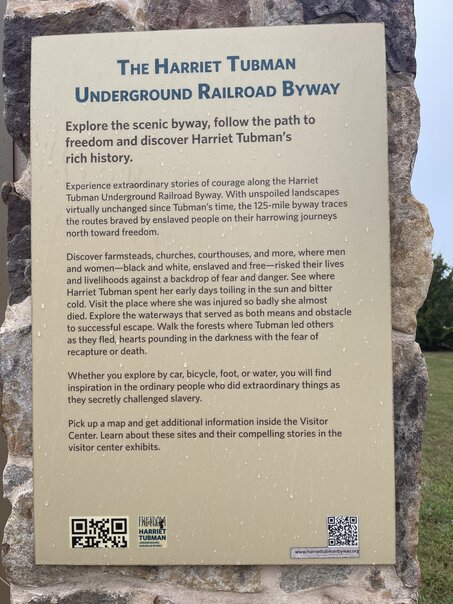 THE HARRIET TUBMAN
UNDERGROUND RAILROAD BYWAY
Explore the scenic byway, follow the path to
freedom and discover Harriet Tubman's
rich history.
Experience extraordinary stories of courage along the Harriet
Tubman Underground Railroad Byway. With unspoiled landscapes
virtually unchanged since Tubman's time, the 125-mile byway traces
the routes braved by enslaved people on their harrowing journeys
north toward freedom.
Discover farmsteads, churches, courthouses, and more, where men
and women—black and white, enslaved and free—risked their lives
and livelihoods against a backdrop of fear and danger. See where
Harriet Tubman spent her early days toiling in the sun and bitter
cold. Visit the place where she was injured so badly she almost
died. Explore the waterways that served as both means and obstacle
to successful escape. Walk the forests where Tubman led others
as they fled, hearts pounding in the darkness with the fear of
recapture or death.
Whether you explore by car, bicycle, foot, or water, you will find
inspiration in the ordinary people who did extraordinary things as
they secretly challenged slavery.
Pick up a map and get additional information inside the Visitor
Center. Learn about these sites and their compelling stories in the
visitor center exhibits.
HARRIET
TUBMAN
UNDERGROUND
RAILROAD BYWAY
www.harriettubmanbyway.org